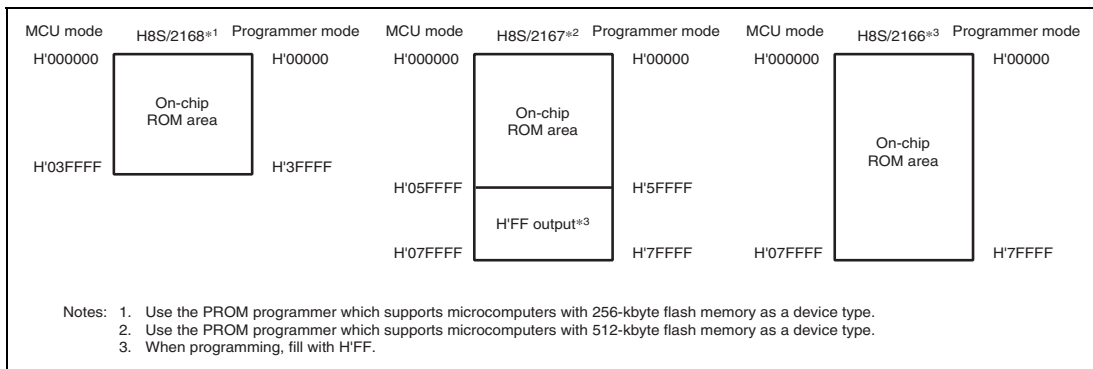 MCU mode H8S/2168*1 Programmer mode
H'000000 H'00000
On-chip
ROM area
H'03FFFF H'3FFFF
MCU mode H8S/2167*2 Programmer mode
H'000000 H'00000
On-chip
ROM area
H'05FFFF H'5FFFF
H'FF output*3
H'07FFFF H'7FFFF
MCU mode H8S/2166*3 Programmer mode
H'000000 H'00000
On-chip
ROM area
H'07FFFF H'7FFFF
Notes: 1. Use the PROM programmer which supports microcomputers with 256-kbyte flash memory as a device type.
2. Use the PROM programmer which supports microcomputers with 512-kbyte flash memory as a device type.
3. When programming, fill with H'FF.